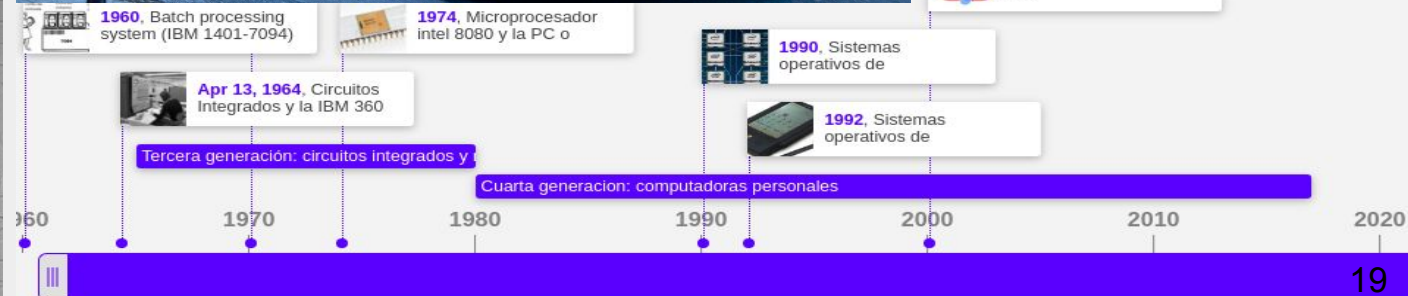 1960, Batch processing
system (IBM 1401-7094)
1974, Microprocesador
intel 8080 y la PC o
1990, Sistemas
operativos de
Apr 13, 1964, Circuitos
Integrados y la IBM 360
1992, Sistemas
operativos de
Tercera generación: circuitos integrados y
Cuarta generacion: computadoras personales
960 1970 1980 1990 2000 2010 2020
19